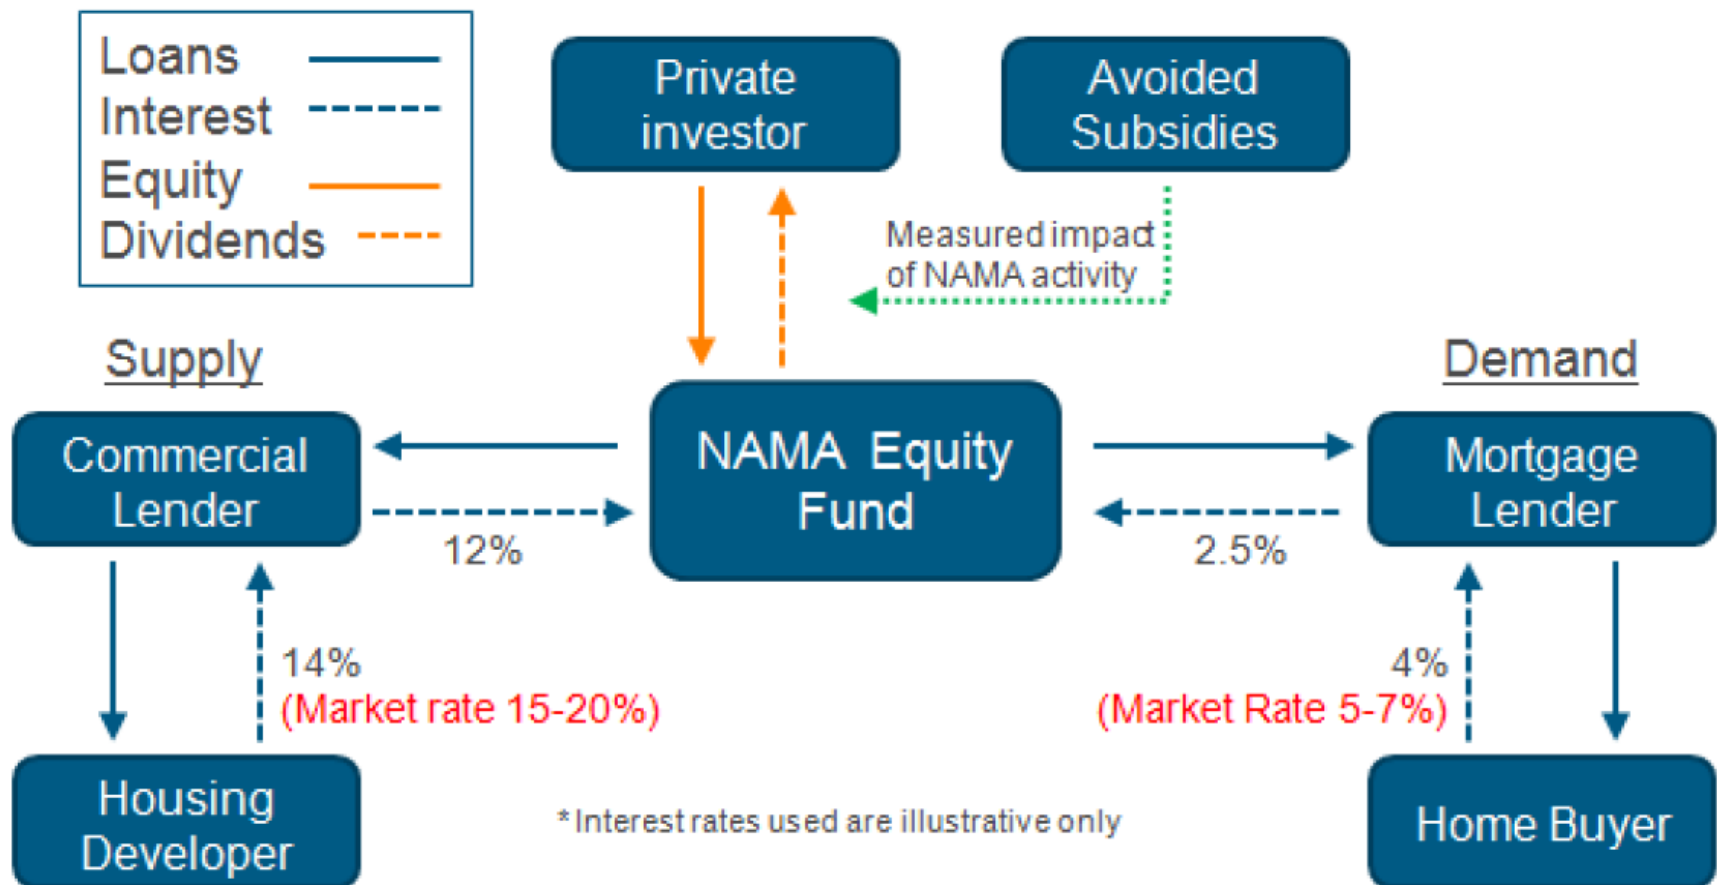 Loans
Interest
Equity
Dividends
Private
investor
Avoided
Subsidies
Measured impact
of NAMA activity
Supply
Demand
Commercial
Lender
NAMA Equity
Fund
Mortgage
Lender
12%
2.5%
14%
(Market rate 15-20%)
4%
(Market Rate 5-7%)
Housing
Developer
*Interest rates used are illustrative only
Home Buyer